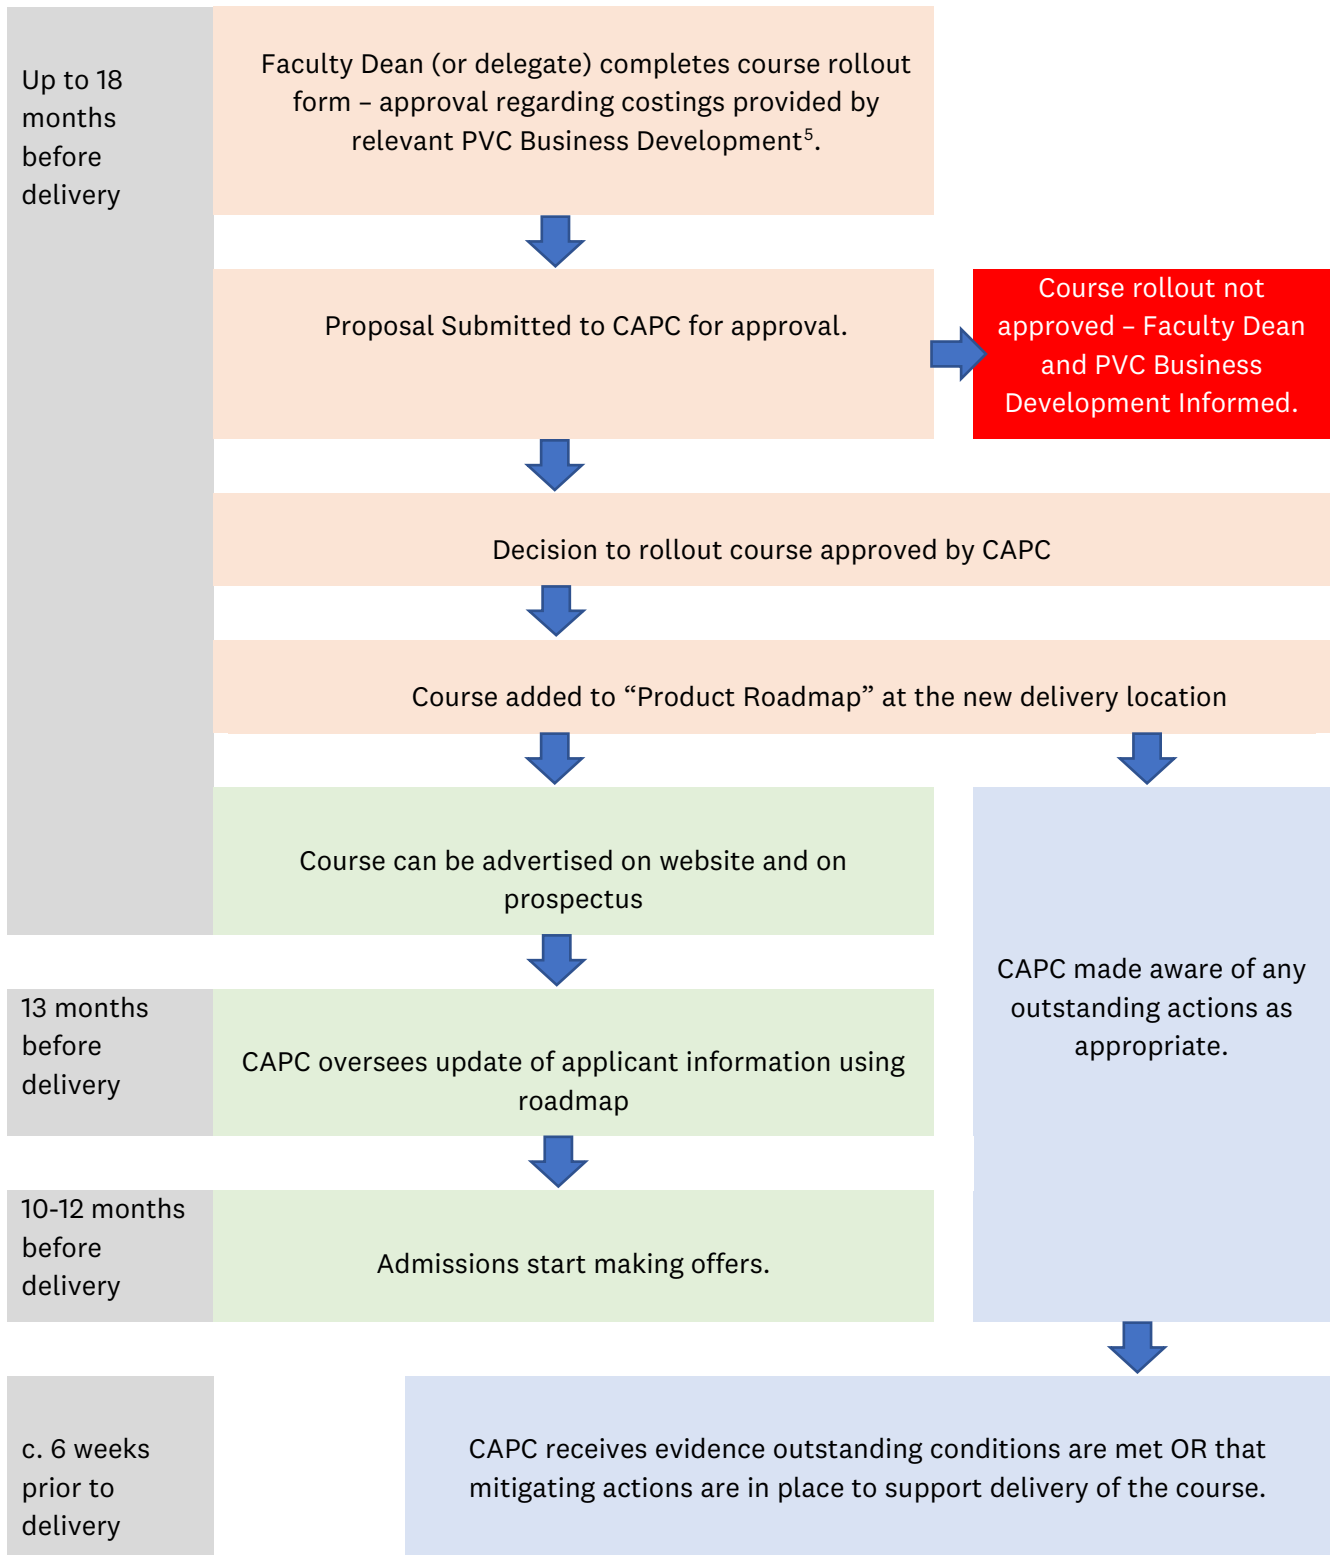 Up to 18
months
before
delivery
Faculty Dean (or delegate) completes course rollout
form – approval regarding costings provided by
relevant PVC Business Development⁵.
Proposal Submitted to CAPC for approval.
Course rollout not
approved – Faculty Dean
and PVC Business
Development Informed.
Decision to rollout course approved by CAPC
Course added to “Product Roadmap” at the new delivery location
Course can be advertised on website and on
prospectus
CAPC made aware of any
outstanding actions as
appropriate.
13 months
before
delivery
CAPC oversees update of applicant information using
roadmap
10-12 months
before
delivery
Admissions start making offers.
c. 6 weeks
prior to
delivery
CAPC receives evidence outstanding conditions are met OR that
mitigating actions are in place to support delivery of the course.